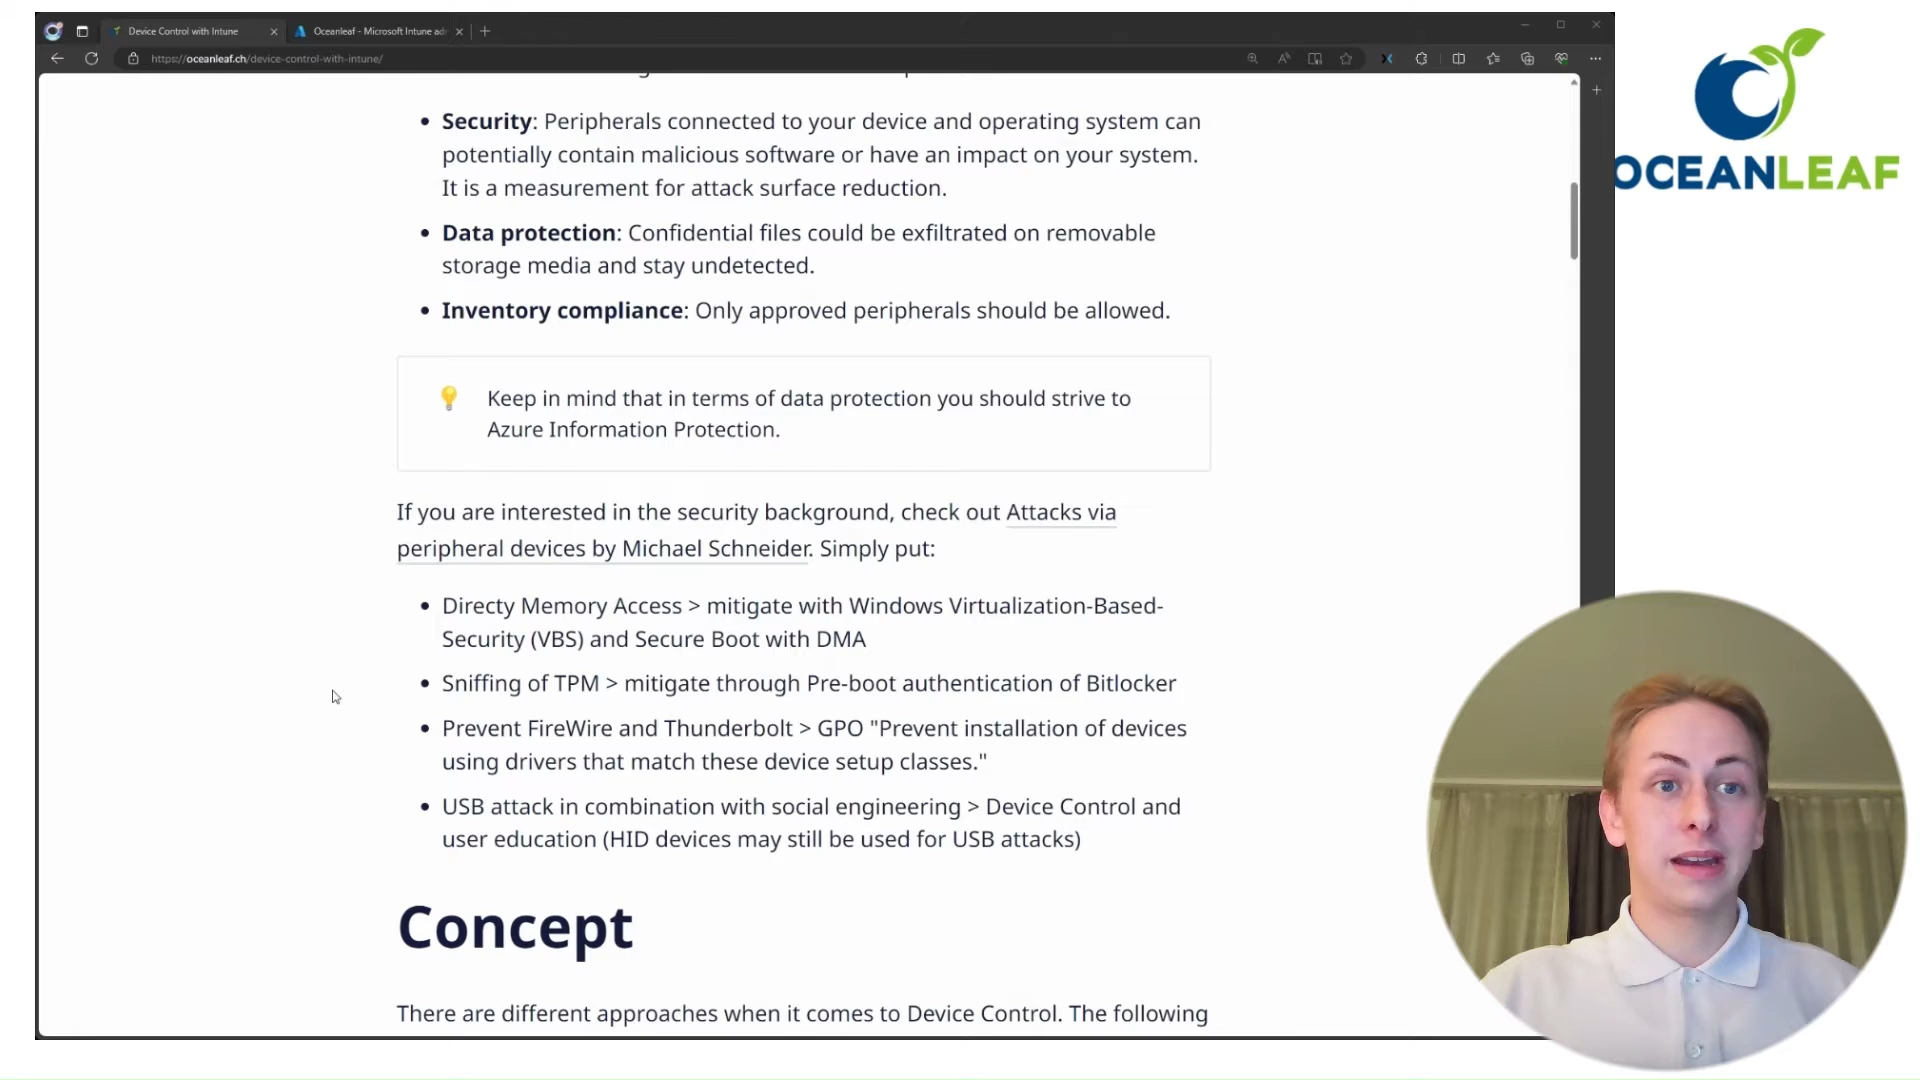 Device Control with Intune
Oceanleaf - Microsoft Intune ad
https://oceanleaf.ch/device-control-with-intune/
OCEANLEAF
• Security: Peripherals connected to your device and operating system can
potentially contain malicious software or have an impact on your system.
It is a measurement for attack surface reduction.
• Data protection: Confidential files could be exfiltrated on removable
storage media and stay undetected.
• Inventory compliance: Only approved peripherals should be allowed.
Keep in mind that in terms of data protection you should strive to
Azure Information Protection.
If you are interested in the security background, check out Attacks via
peripheral devices by Michael Schneider. Simply put:
• Directy Memory Access > mitigate with Windows Virtualization-Based-
Security (VBS) and Secure Boot with DMA
• Sniffing of TPM > mitigate through Pre-boot authentication of Bitlocker
• Prevent FireWire and Thunderbolt > GPO "Prevent installation of devices
using drivers that match these device setup classes."
• USB attack in combination with social engineering > Device Control and
user education (HID devices may still be used for USB attacks)
Concept
There are different approaches when it comes to Device Control. The following